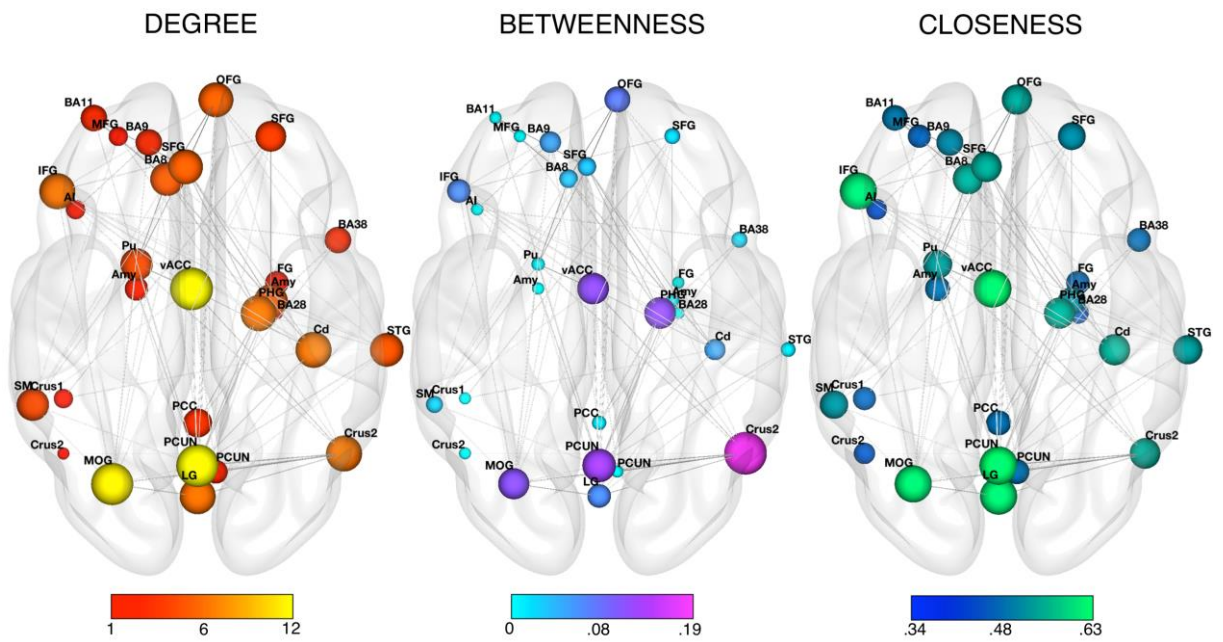 DEGREE
OFG
BA11
MFG
BA9
SFG
SFG
BA8
IFG
AI
BA38
Pu
vACC
FG
Amy
Amy
PHG
BA28
Cd
STG
SM
Crus1
PCC
Crus2
PCUN
Crus2
MOG
PCUN
LG
1 6 12
BETWEENNESS
OFG
BA11
MFG
BA9
SFG
SFG
BA8
IFG
AI
BA38
Pu
vACC
FG
Amy
Amy
PHG
BA28
Cd
STG
SM
Crus1
PCC
Crus2
PCUN
Crus2
MOG
PCUN
LG
0 .08 .19
CLOSENESS
OFG
BA11
MFG
BA9
SFG
SFG
BA8
IFG
AI
BA38
Pu
vACC
FG
Amy
Amy
PHG
BA28
Cd
STG
SM
Crus1
PCC
Crus2
PCUN
Crus2
MOG
PCUN
LG
.34 .48 .63